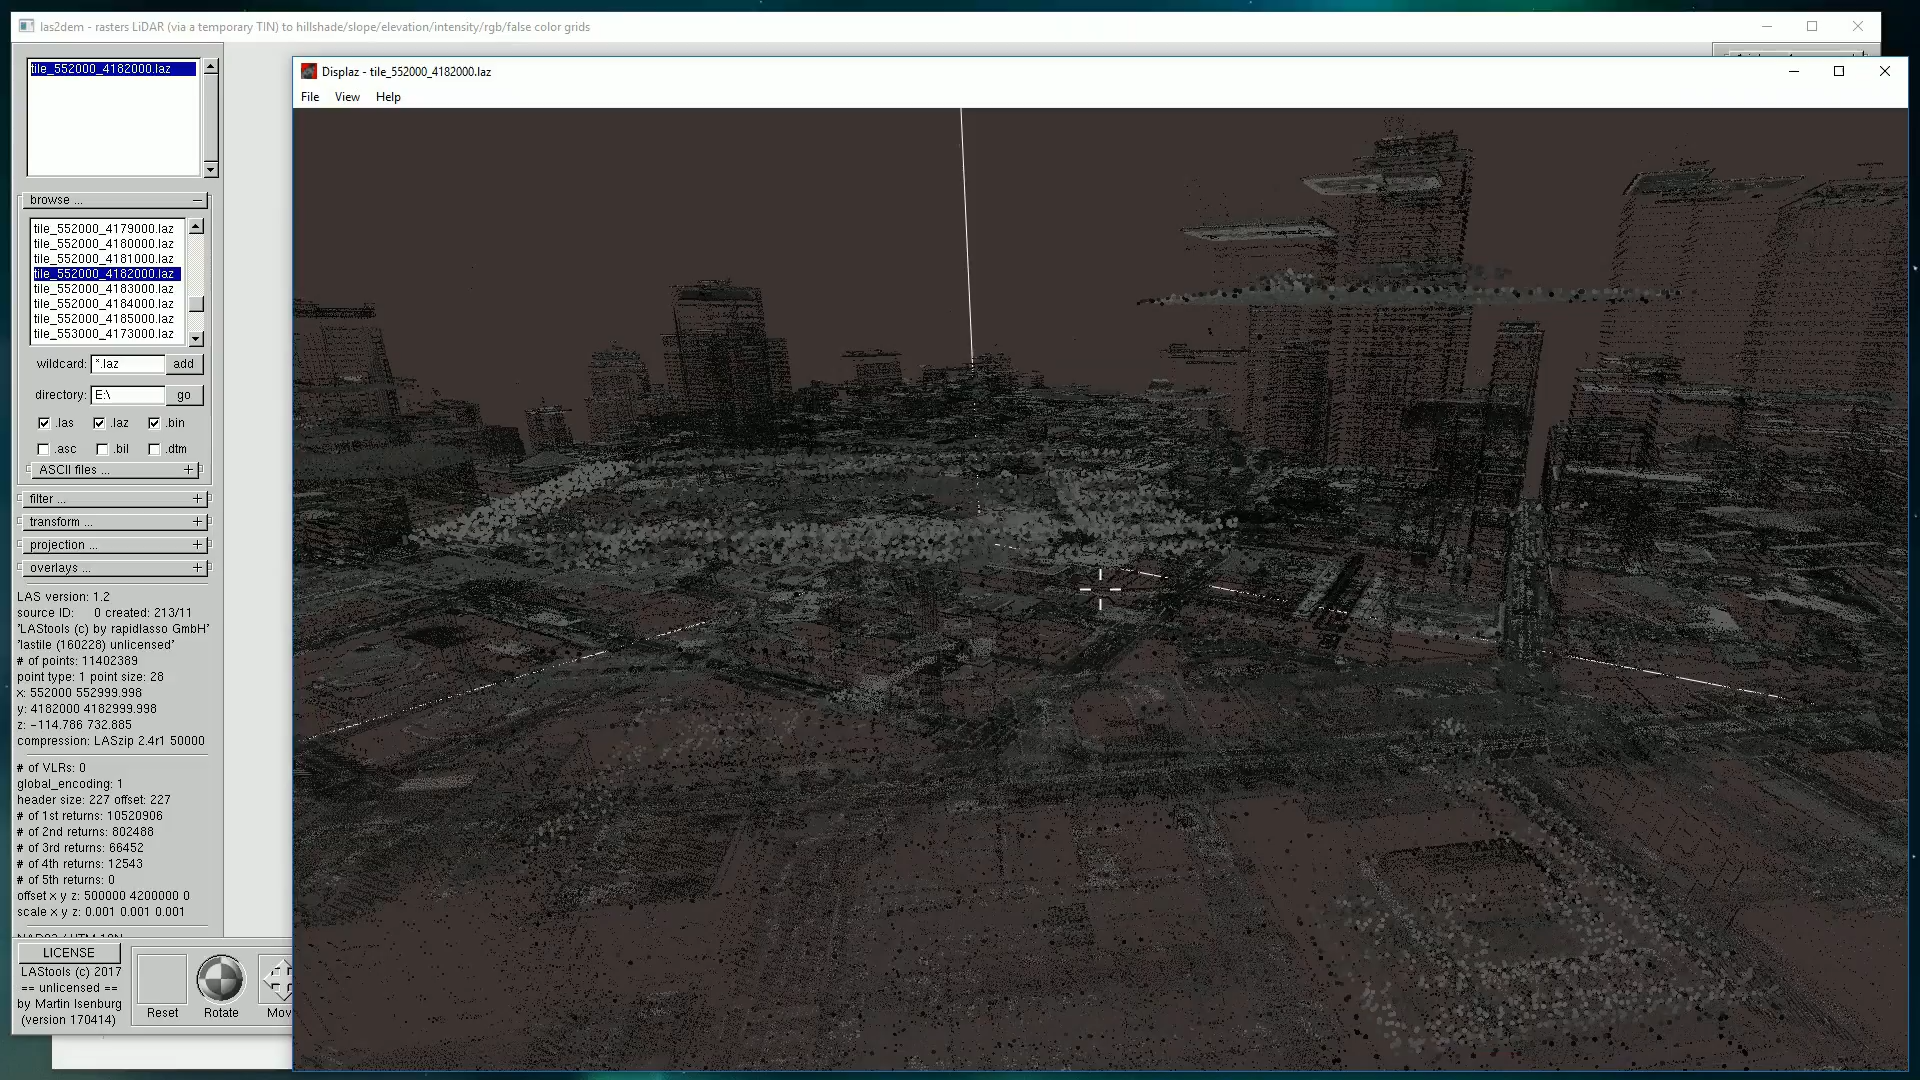 las2dem - rasters LiDAR (via a temporary TIN) to hillshade/slope/elevation/intensity/rgb/false color grids
tile_552000_4182000.laz
browse ...
tile_552000_4179000.laz
tile_552000_4180000.laz
tile_552000_4181000.laz
tile_552000_4182000.laz
tile_552000_4183000.laz
tile_552000_4184000.laz
tile_552000_4185000.laz
tile_553000_4173000.laz
wildcard: *.laz add
directory: E:\ go
.las .laz .bin
.asc .bil .dtm
ASCII files ...
filter ...
transform ...
projection ...
overlays ...
LAS version: 1.2
source ID: 0 created: 213/11
'LAStools (c) by rapidlasso GmbH'
'lastile (160228) unlicensed'
# of points: 11402389
point type: 1 point size: 28
x: 552000 552999.998
y: 4182000 4182999.998
z: -114.786 732.885
compression: LASzip 2.4r1 50000
# of VLRs: 0
global_encoding: 1
header size: 227 offset: 227
# of 1st returns: 10520906
# of 2nd returns: 802488
# of 3rd returns: 66452
# of 4th returns: 12543
# of 5th returns: 0
offset x y z: 500000 4200000 0
scale x y z: 0.001 0.001 0.001
LICENSE
LAStools (c) 2017
== unlicensed ==
by Martin Isenburg
(version 170414)
Reset Rotate Mov
Displaz - tile_552000_4182000.laz
File View Help